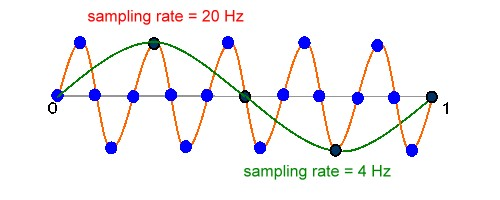 sampling rate = 20 Hz
0
1
sampling rate = 4 Hz